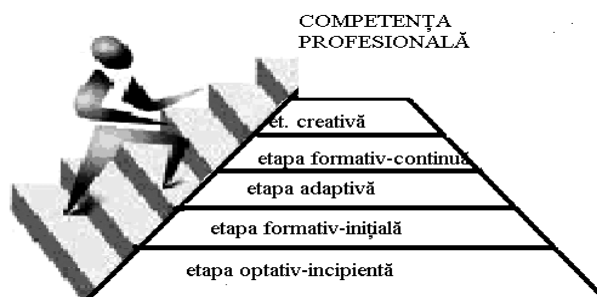 COMPETENȚA
PROFESIONALĂ
et. creativă
etapa formativ-continuă
etapa adaptivă
etapa formativ-inițială
etapa optativ-incipientă